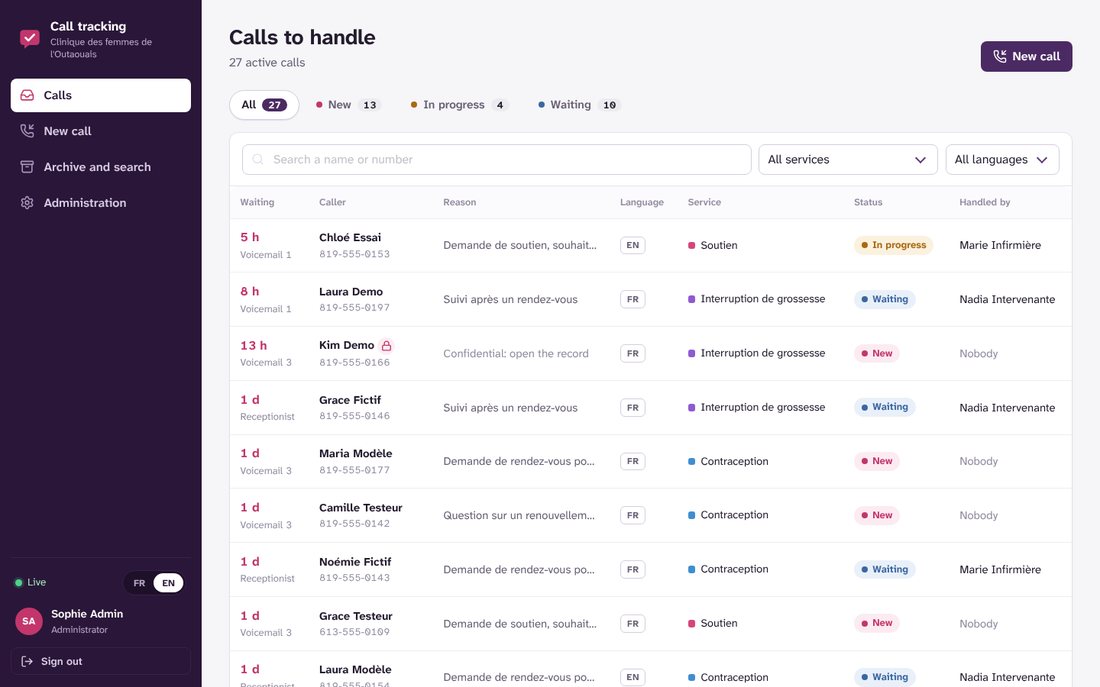 Call tracking
Clinique des femmes de
l'Outaouais
Calls
New call
Archive and search
Administration
Live
FR EN
SA
Sophie Admin
Administrator
Sign out
Calls to handle
27 active calls
New call
All 27 New 13 In progress 4 Waiting 10
Search a name or number All services All languages
Waiting Caller Reason Language Service Status Handled by
5 h Chloé Essai Demande de soutien, souhait... EN Soutien In progress Marie Infirmière
Voicemail 1 819-555-0153
8 h Laura Demo Suivi après un rendez-vous FR Interruption de grossesse Waiting Nadia Intervenante
Voicemail 1 819-555-0197
13 h Kim Demo Confidential: open the record FR Interruption de grossesse New Nobody
Voicemail 3 819-555-0166
1 d Grace Fictif Suivi après un rendez-vous FR Interruption de grossesse Waiting Nadia Intervenante
Receptionist 819-555-0146
1 d Maria Modèle Demande de rendez-vous po... FR Contraception New Nobody
Voicemail 3 819-555-0177
1 d Camille Testeur Question sur un renouvellem... FR Contraception New Nobody
Voicemail 3 819-555-0142
1 d Noémie Fictif Demande de rendez-vous po... FR Contraception Waiting Marie Infirmière
Receptionist 819-555-0143
1 d Grace Testeur Demande de soutien, souhait... FR Soutien New Nobody
Voicemail 3 613-555-0109
1 d Laura Modèle Demande de rendez-vous po... EN Contraception Waiting Nadia Intervenante
Receptionist 819-555-0154